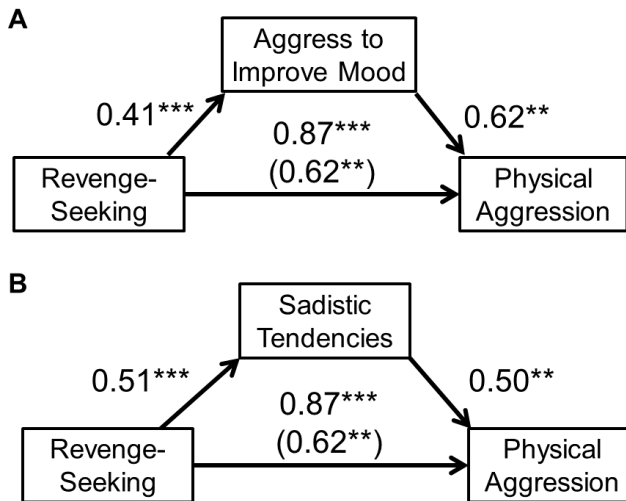 A
Aggress to
Improve Mood
0.41***
0.87***
0.62**
(0.62**)
Revenge-
Seeking
Physical
Aggression
B
Sadistic
Tendencies
0.51***
0.87***
0.50**
(0.62**)
Revenge-
Seeking
Physical
Aggression